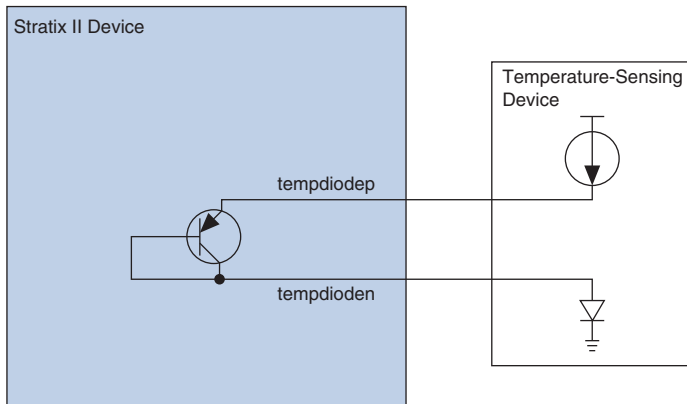 Stratix II Device
Temperature-Sensing
Device
tempdiodep
tempdioden